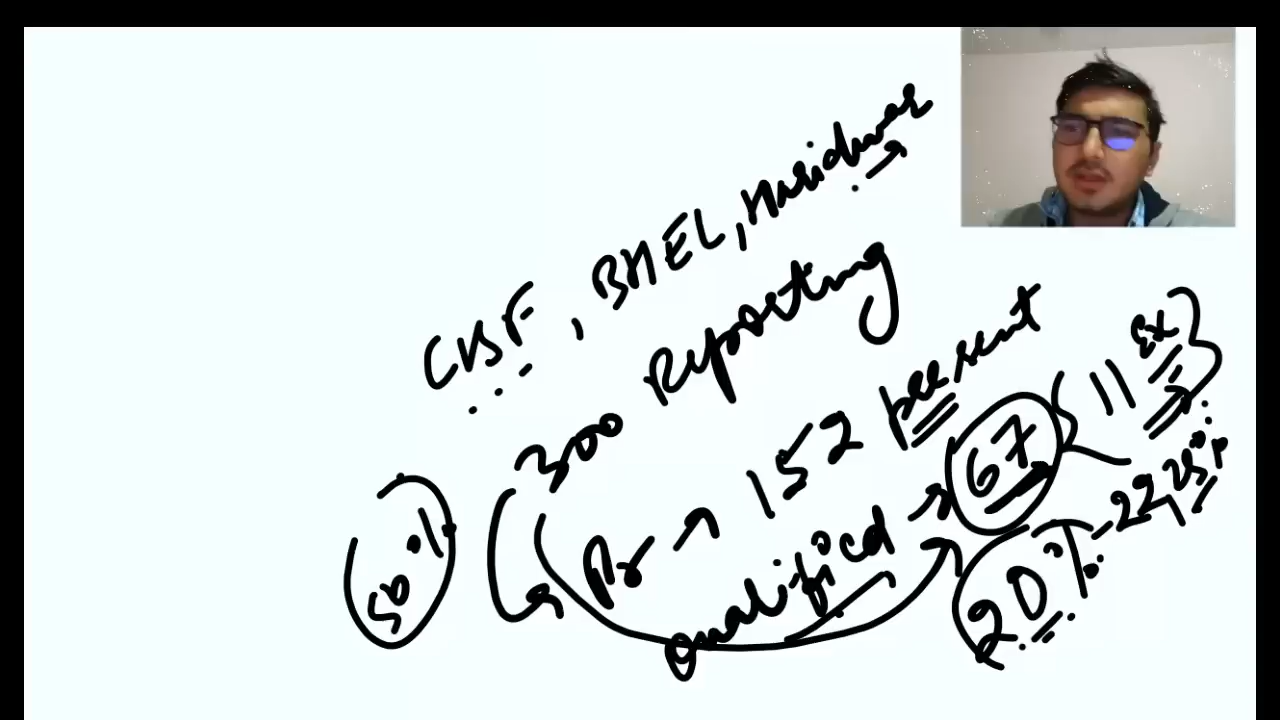 CISF, BHEL, Haridwar
300 Reporting
50%
Pr → 152 present
qualified → 67 { 11 Ex }
20% - 22, 25%